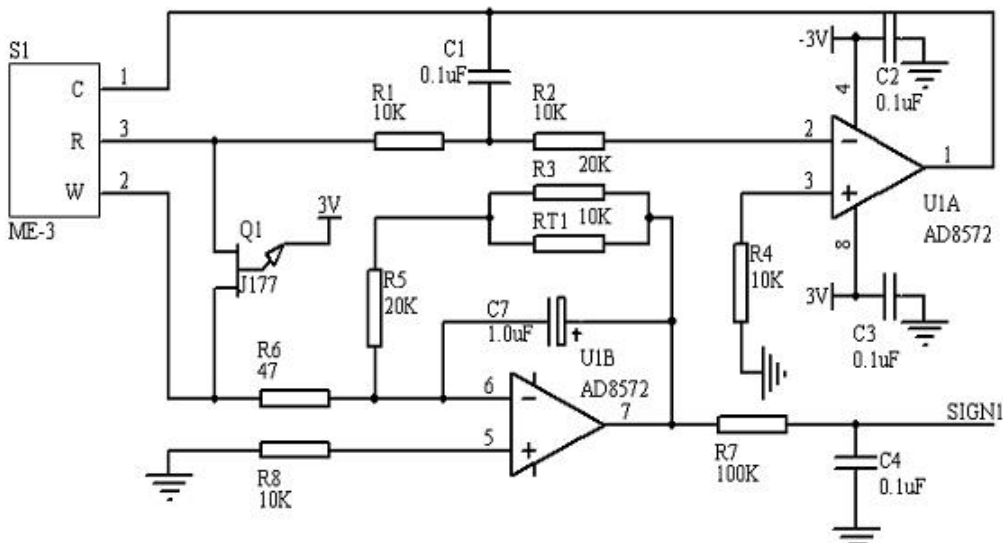 S1
C
1
R
3
W
2
ME-3
C1
0.1uF
R1
10K
R2
10K
20K
R3
10K
RT1
-3V
4
C2
0.1uF
2
3
1
U1A
AD8572
8
R4
10K
3V
C3
0.1uF
Q1
3V
J177
R5
20K
C7
1.0uF
+
U1B
AD8572
R6
47
6
5
7
R8
10K
R7
100K
SIGN1
C4
0.1uF